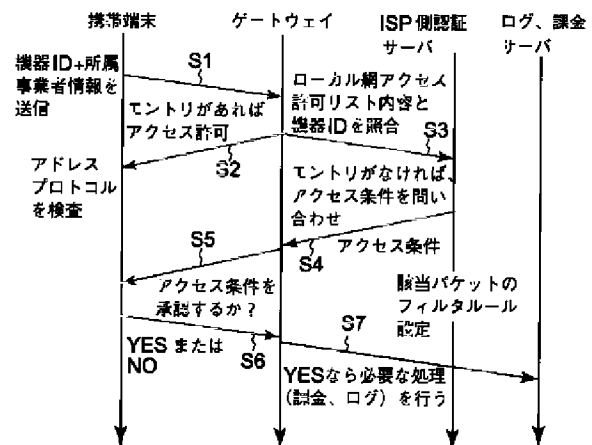 携帯端末
ゲートウェイ
ISP 側認証
サーバ
ログ、課金
サーバ
機器ID+所属
事業者情報を
送信
S1
ローカル網アクセス
許可リスト内容と
機器IDを照合
モントリがあれば
アクセス許可
S2
S3
アドレス
プロトコル
を検査
モントリがなければ、
アクセス条件を問い
合わせ
S5
S4
アクセス条件
アクセス条件を
承認するか？
該当パケットの
フィルタルール
設定
YES または
NO
S6
S7
YESなら必要な処理
(課金、ログ)を行う